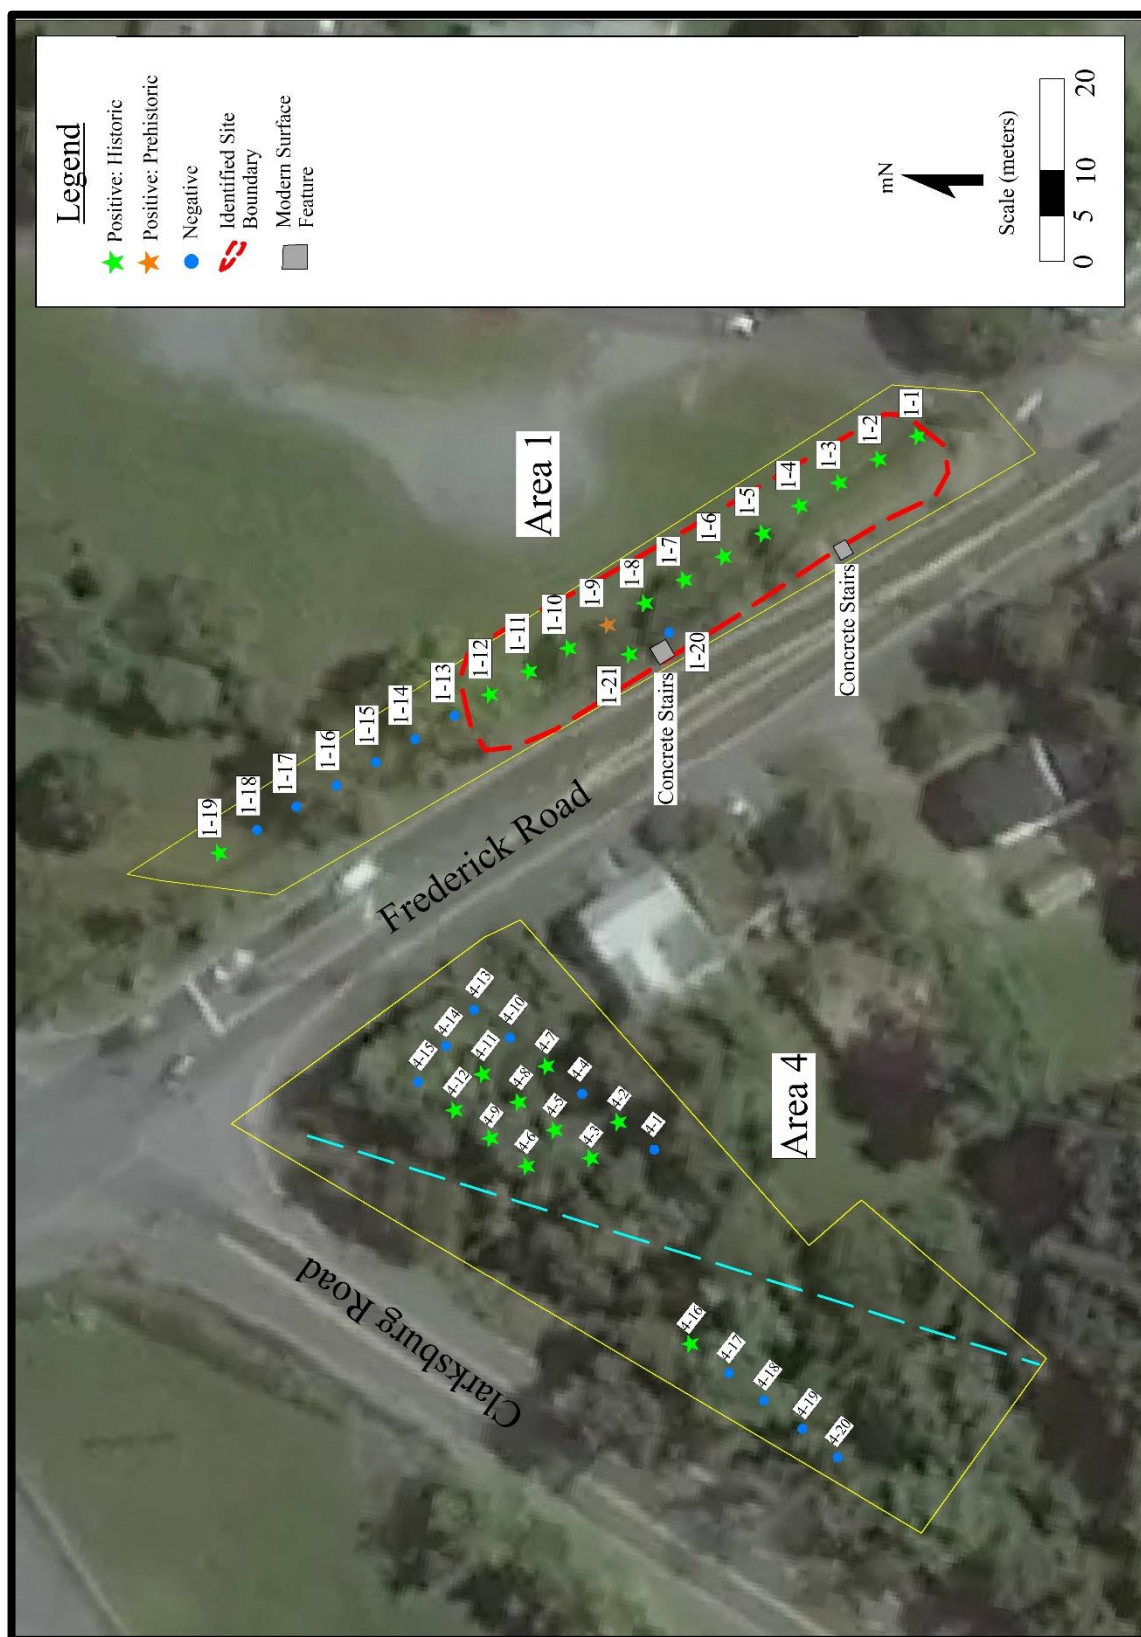 Legend
Positive: Historic
Positive: Prehistoric
Negative
Identified Site
Boundary
Modern Surface
Feature
mN
Scale (meters)
0 5 10 20
Area 1
1-1
1-2
1-3
1-4
1-5
1-6
1-7
1-8
1-9
1-10
1-11
1-12
1-13
1-14
1-15
1-16
1-17
1-18
1-19
1-20
1-21
Concrete Stairs
Concrete Stairs
Frederick Road
Clarksburg Road
Area 4
4-1
4-2
4-3
4-4
4-5
4-6
4-7
4-8
4-9
4-10
4-11
4-12
4-13
4-14
4-15
4-16
4-17
4-18
4-19
4-20